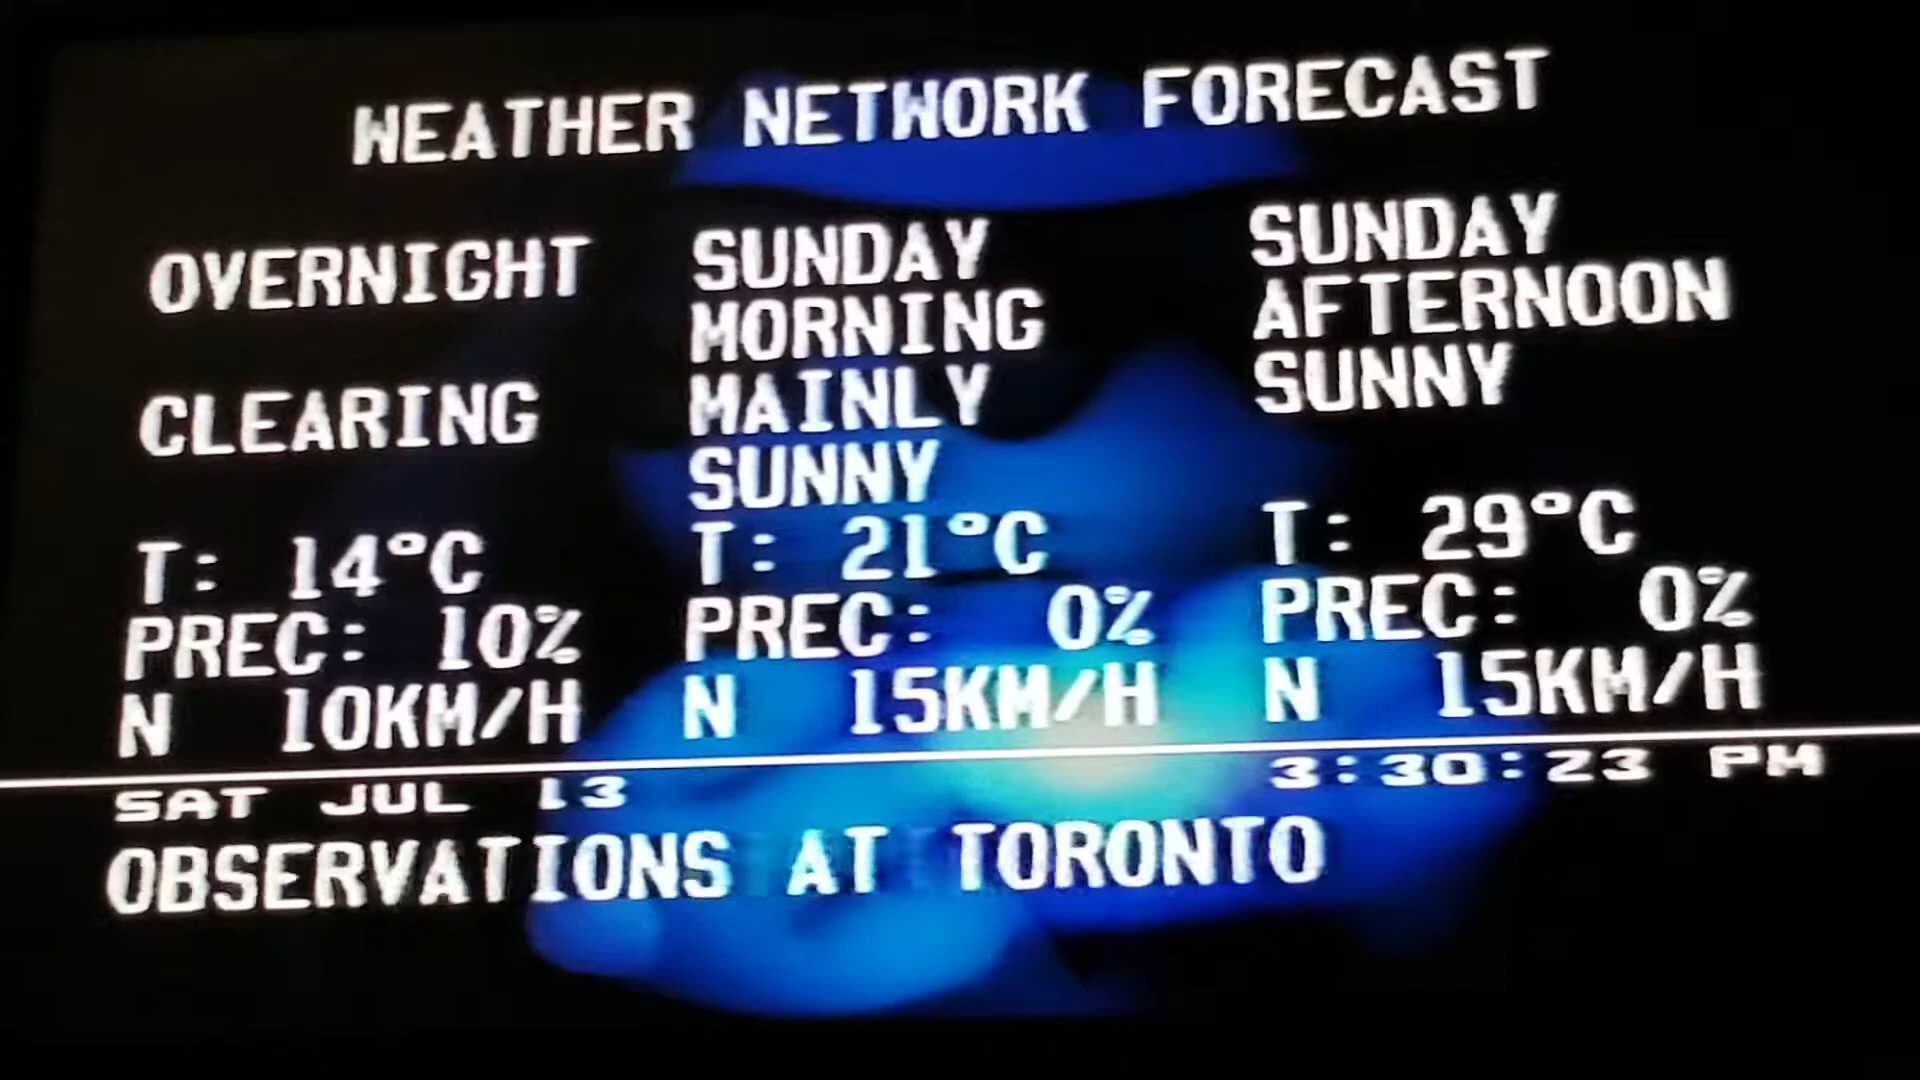 WEATHER NETWORK FORECAST
OVERNIGHT
CLEARING
T: 14°C
PREC: 10%
N 10KM/H
SUNDAY
MORNING
MAINLY
SUNNY
T: 21°C
PREC: 0%
N 15KM/H
SUNDAY
AFTERNOON
SUNNY
T: 29°C
PREC: 0%
N 15KM/H
SAT JUL 13 3:30:23 PM
OBSERVATIONS AT TORONTO